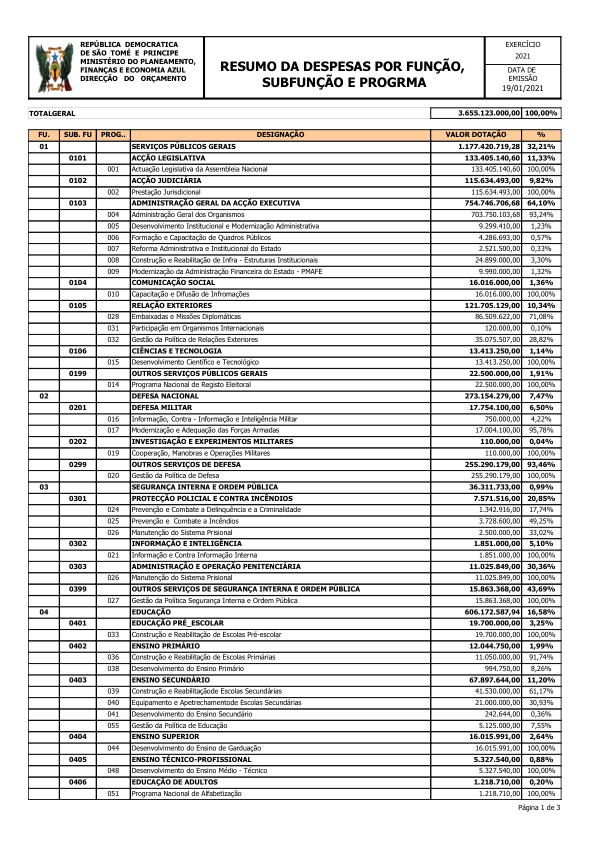 REPÚBLICA DEMOCRATICA
DE SÃO TOMÉ E PRINCIPE
MINISTÉRIO DO PLANEAMENTO,
FINANÇAS E ECONOMIA AZUL
DIRECÇÃO DO ORÇAMENTO
RESUMO DA DESPESAS POR FUNÇÃO,
SUBFUNÇÃO E PROGRMA
EXERCÍCIO
2021
DATA DE
EMISSÃO
19/01/2021
TOTALGERAL 3.655.123.000,00 100,00%
FU. SUB. FU PROG.. DESIGNAÇÃO VALOR DOTAÇÃO %
01 SERVIÇOS PÚBLICOS GERAIS 1.177.420.719,28 32,21%
0101 ACÇÃO LEGISLATIVA 133.405.140,60 11,33%
001 Actuação Legislativa da Assembleia Nacional 133.405.140,60 100,00%
0102 ACÇÃO JUDICIÁRIA 115.634.493,00 9,82%
002 Prestação Jurisdicional 115.634.493,00 100,00%
0103 ADMINISTRAÇÃO GERAL DA ACÇÃO EXECUTIVA 754.746.706,68 64,10%
004 Administração Geral dos Organismos 703.750.103,68 93,24%
005 Desenvolvimento Institucional e Modernização Administrativa 9.299.410,00 1,23%
006 Formação e Capacitação de Quadros Públicos 4.286.693,00 0,57%
007 Reforma Administrativa e Institucional do Estado 2.521.500,00 0,33%
008 Construção e Reabilitação de Infra - Estruturas Institucionais 24.899.000,00 3,30%
009 Modernização da Administração Financeira do Estado - PMAFE 9.990.000,00 1,32%
0104 COMUNICAÇÃO SOCIAL 16.016.000,00 1,36%
010 Capacitação e Difusão de Infromações 16.016.000,00 100,00%
0105 RELAÇÃO EXTERIORES 121.705.129,00 10,34%
028 Embaixadas e Missões Diplomáticas 86.509.622,00 71,08%
031 Participação em Organismos Internacionais 120.000,00 0,10%
032 Gestão da Política de Relações Exteriores 35.075.507,00 28,82%
0106 CIÊNCIAS E TECNOLOGIA 13.413.250,00 1,14%
015 Desenvolvimento Científico e Tecnológico 13.413.250,00 100,00%
0199 OUTROS SERVIÇOS PÚBLICOS GERAIS 22.500.000,00 1,91%
014 Programa Nacional de Registo Eleitoral 22.500.000,00 100,00%
02 DEFESA NACIONAL 273.154.279,00 7,47%
0201 DEFESA MILITAR 17.754.100,00 6,50%
016 Informação, Contra - Informação e Inteligência Militar 750.000,00 4,22%
017 Modernização e Adequação das Forças Armadas 17.004.100,00 95,78%
0202 INVESTIGAÇÃO E EXPERIMENTOS MILITARES 110.000,00 0,04%
019 Cooperação, Manobras e Operações Militares 110.000,00 100,00%
0299 OUTROS SERVIÇOS DE DEFESA 255.290.179,00 93,46%
020 Gestão da Política de Defesa 255.290.179,00 100,00%
03 SEGURANÇA INTERNA E ORDEM PÚBLICA 36.311.733,00 0,99%
0301 PROTECÇÃO POLICIAL E CONTRA INCÊNDIOS 7.571.516,00 20,85%
024 Prevenção e Combate a Delinquência e a Criminalidade 1.342.916,00 17,74%
025 Prevenção e Combate a Incêndios 3.728.600,00 49,25%
026 Manutenção do Sistema Prisional 2.500.000,00 33,02%
0302 INFORMAÇÃO E INTELIGÊNCIA 1.851.000,00 5,10%
021 Informação e Contra Informação Interna 1.851.000,00 100,00%
0303 ADMINISTRAÇÃO E OPERAÇÃO PENITENCIÁRIA 11.025.849,00 30,36%
026 Manutenção do Sistema Prisional 11.025.849,00 100,00%
0399 OUTROS SERVIÇOS DE SEGURANÇA INTERNA E ORDEM PÚBLICA 15.863.368,00 43,69%
027 Gestão da Política Segurança Interna e Ordem Pública 15.863.368,00 100,00%
04 EDUCAÇÃO 606.172.587,94 16,58%
0401 EDUCAÇÃO PRÉ_ESCOLAR 19.700.000,00 3,25%
033 Construção e Reabilitação de Escolas Pré-escolar 19.700.000,00 100,00%
0402 ENSINO PRIMÁRIO 12.044.750,00 1,99%
036 Construção e Reabilitação de Escolas Primárias 11.050.000,00 91,74%
038 Desenvolvimento do Ensino Primário 994.750,00 8,26%
0403 ENSINO SECUNDÁRIO 67.897.644,00 11,20%
039 Construção e Reabilitaçãode Escolas Secundárias 41.530.000,00 61,17%
040 Equipamento e Apetrechamentode Escolas Secundárias 21.000.000,00 30,93%
041 Desenvolvimento do Ensino Secundário 242.644,00 0,36%
055 Gestão da Política de Educação 5.125.000,00 7,55%
0404 ENSINO SUPERIOR 16.015.991,00 2,64%
044 Desenvolvimento do Ensino de Garduação 16.015.991,00 100,00%
0405 ENSINO TÉCNICO-PROFISSIONAL 5.327.540,00 0,88%
048 Desenvolvimento do Ensino Médio - Técnico 5.327.540,00 100,00%
0406 EDUCAÇÃO DE ADULTOS 1.218.710,00 0,20%
051 Programa Nacional de Alfabetização 1.218.710,00 100,00%
Página 1 de 3